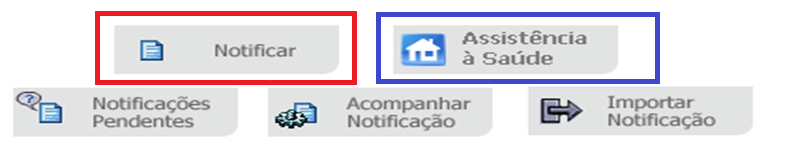 Notificar
Assistência
à Saúde
Notificações
Pendentes
Acompanhar
Notificação
Importar
Notificação